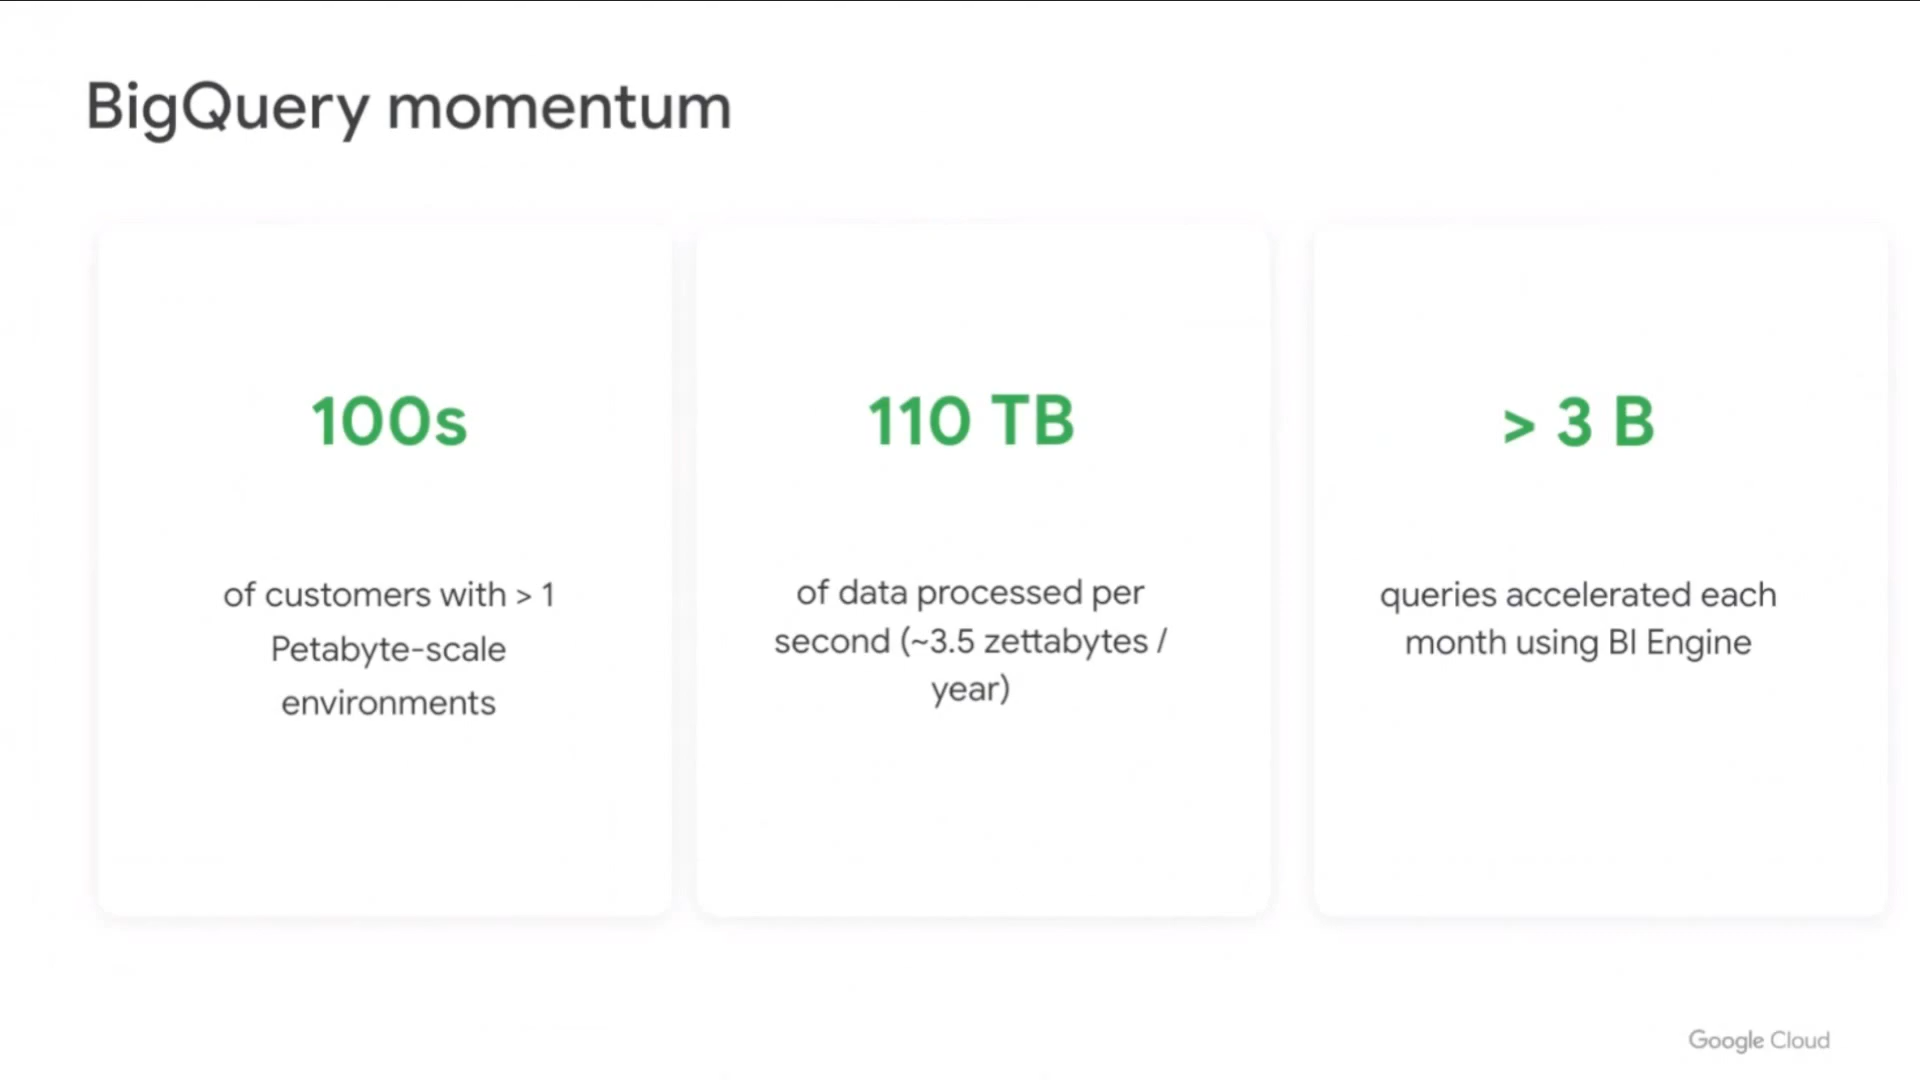 BigQuery momentum
100s
of customers with > 1
Petabyte-scale
environments
110 TB
of data processed per
second (~3.5 zettabytes /
year)
> 3 B
queries accelerated each
month using BI Engine
Google Cloud